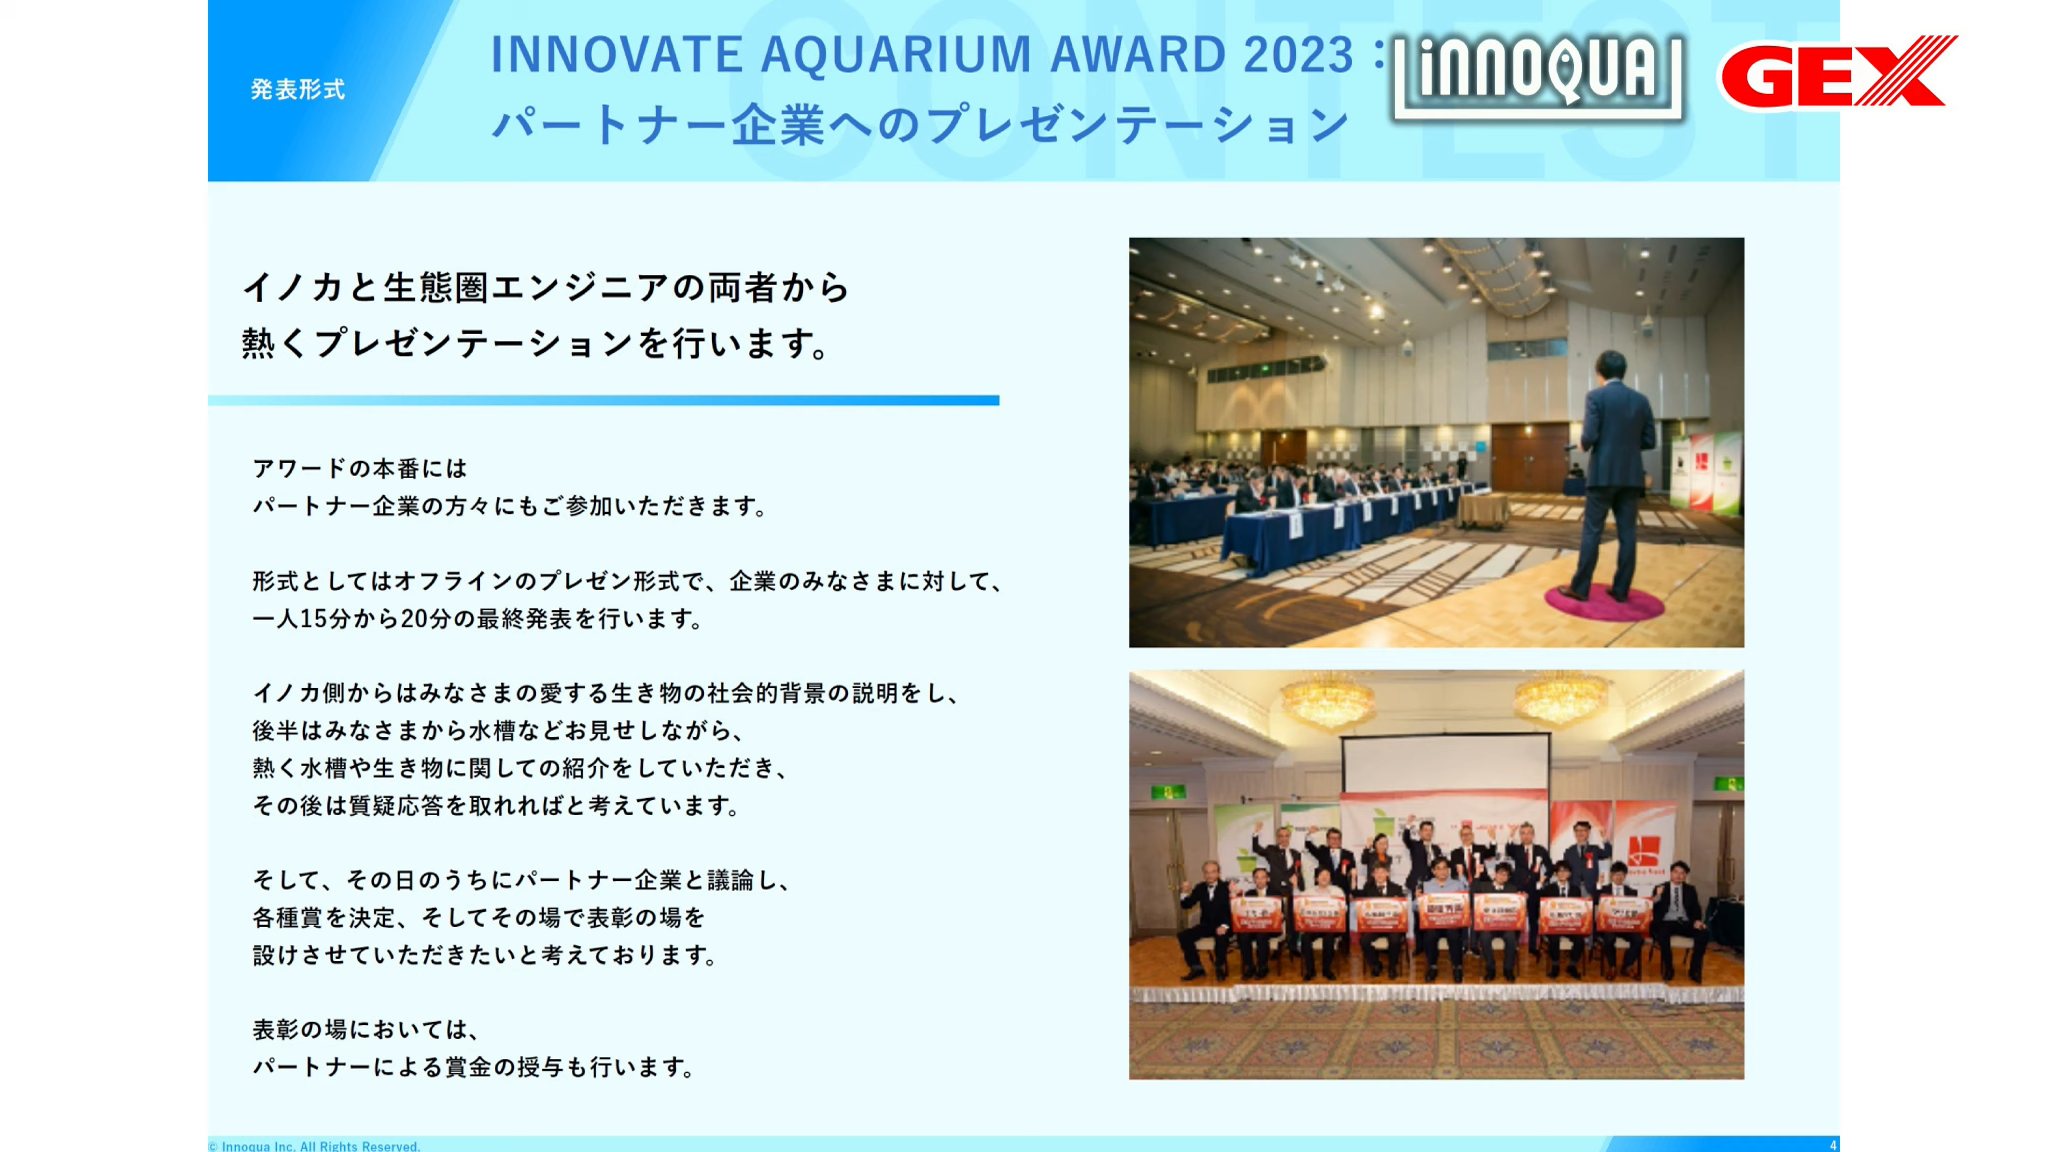 発表形式
INNOVATE AQUARIUM AWARD 2023：
パートナー企業へのプレゼンテーション
iNNOQUA
GEX
CONTEST
イノカと生態圏エンジニアの両者から
熱くプレゼンテーションを行います。
アワードの本番には
パートナー企業の方々にもご参加いただきます。
形式としてはオフラインのプレゼン形式で、企業のみなさまに対して、
一人15分から20分の最終発表を行います。
イノカ側からはみなさまの愛する生き物の社会的背景の説明をし、
後半はみなさまから水槽などお見せしながら、
熱く水槽や生き物に関しての紹介をしていただき、
その後は質疑応答を取れればと考えています。
そして、その日のうちにパートナー企業と議論し、
各種賞を決定、そしてその場で表彰の場を
設けさせていただきたいと考えております。
表彰の場においては、
パートナーによる賞金の授与も行います。
© Innoqua Inc. All Rights Reserved.
4